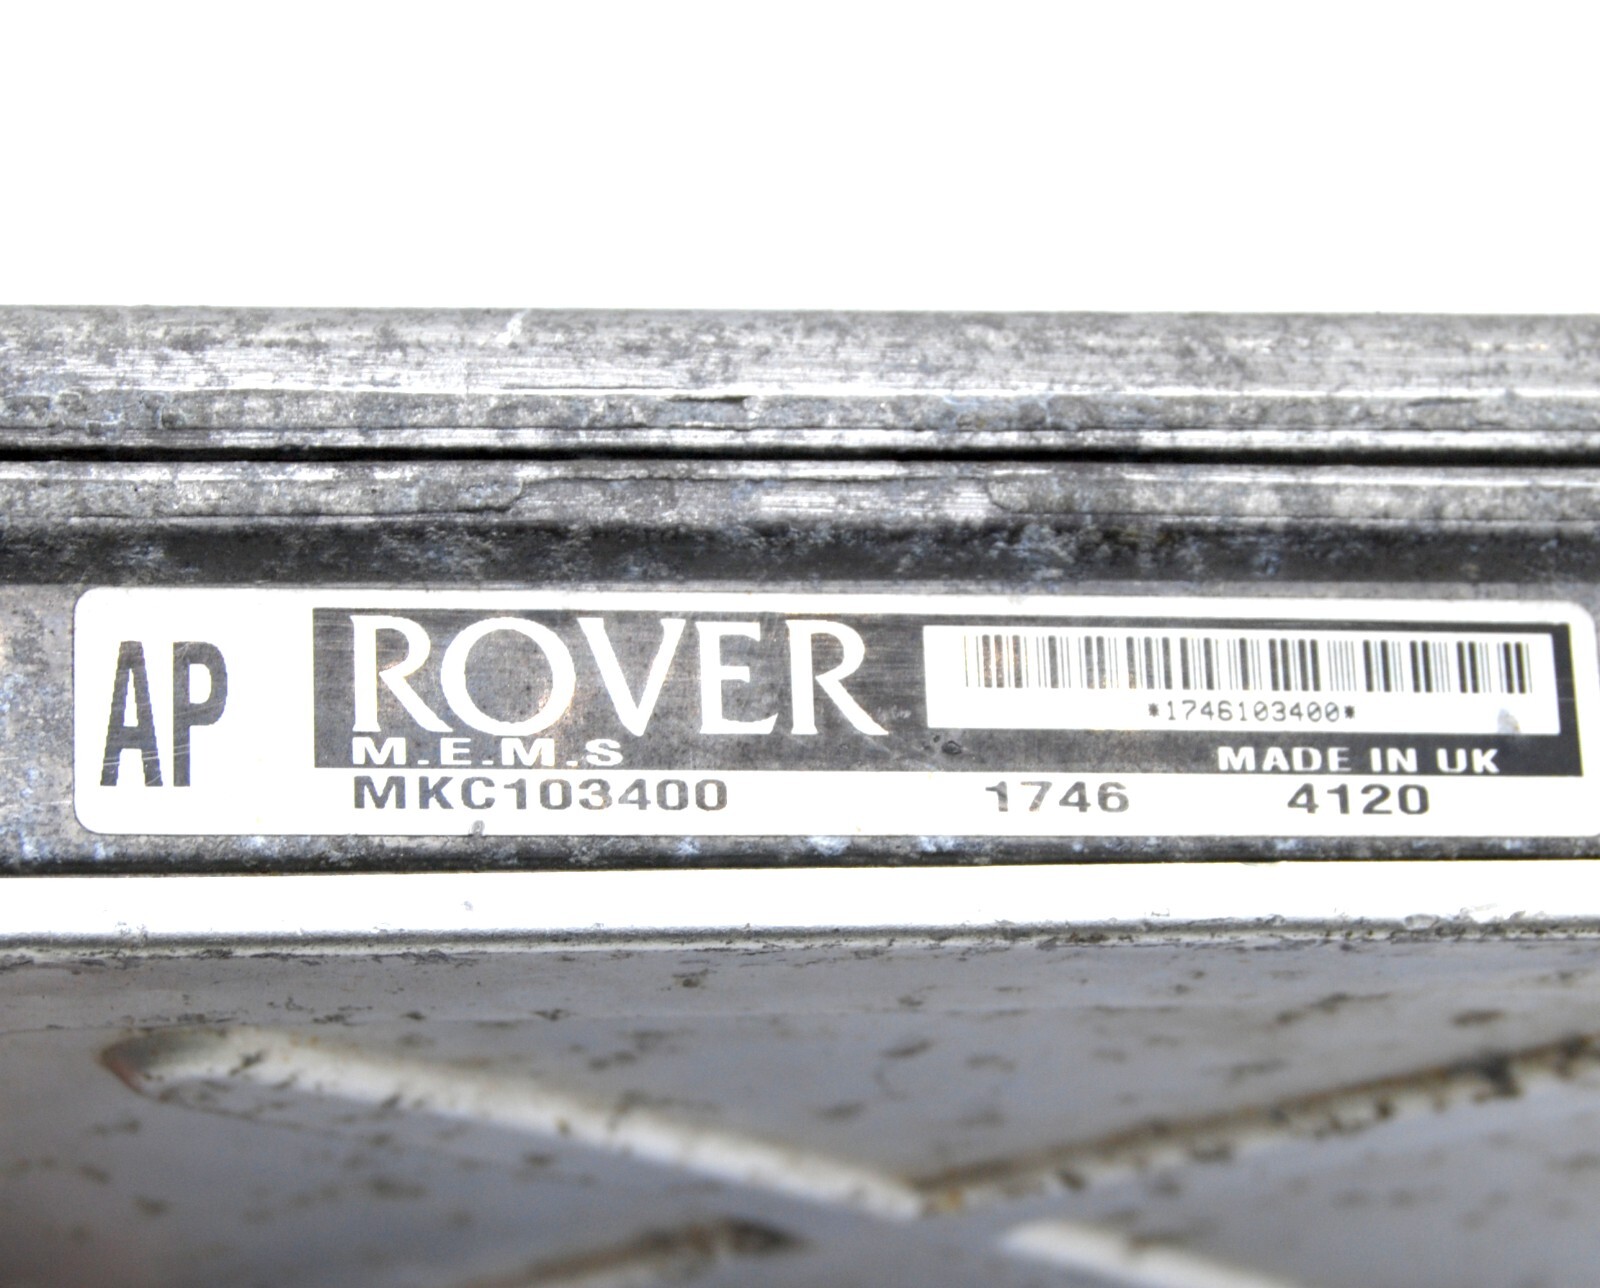 AP
ROVER
M.E.M.S
*1746103400*
MADE IN UK
MKC103400 1746 4120